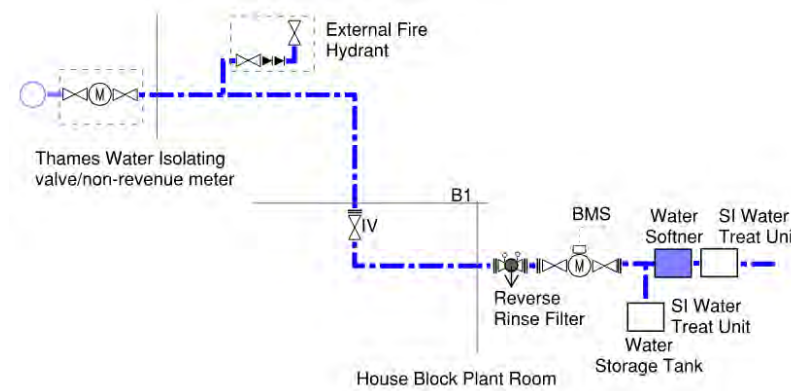 External Fire
Hydrant
M
Thames Water Isolating
valve/non-revenue meter
B1
IV
BMS
Water
Softner
SI Water
Treat Uni
M
Reverse
Rinse Filter
SI Water
Treat Unit
Water
Storage Tank
House Block Plant Room